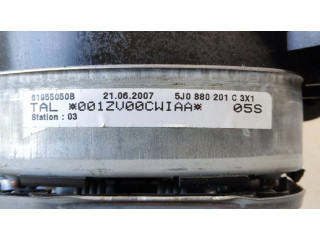 61955050B 21.06.2007 5J0 880 201 C 3X1
TAL *001ZV00CWIAA* 05S
Station : 03